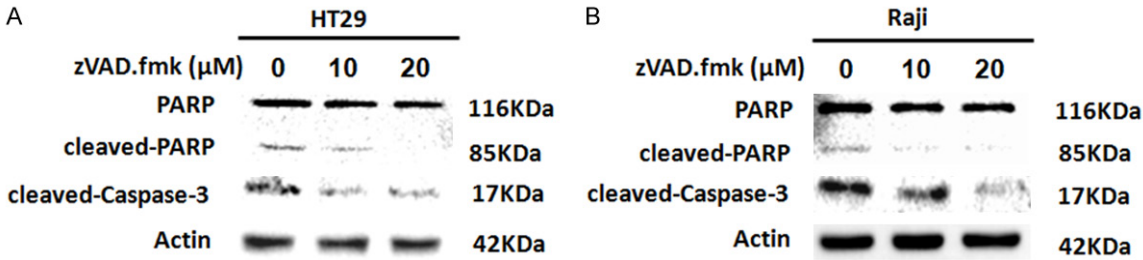 A
HT29
zVAD.fmk (μM) 0 10 20
PARP 116KDa
cleaved-PARP 85KDa
cleaved-Caspase-3 17KDa
Actin 42KDa
B
Raji
zVAD.fmk (μM) 0 10 20
PARP 116KDa
cleaved-PARP 85KDa
cleaved-Caspase-3 17KDa
Actin 42KDa